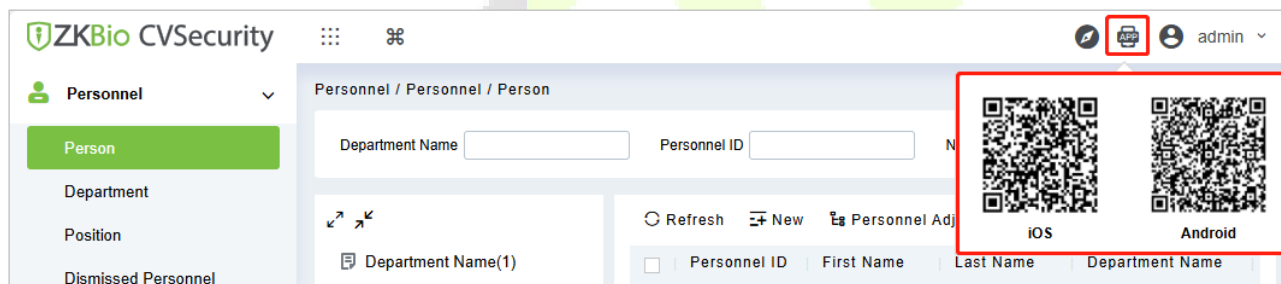 ZKBio CVSecurity
APP
admin
Personnel
Personnel / Personnel / Person
Person
Department Name
Personnel ID
N
Department
Position
Dismissed Personnel
Refresh
New
Personnel Adj
iOS
Android
Department Name(1)
Personnel ID
First Name
Last Name
Department Name